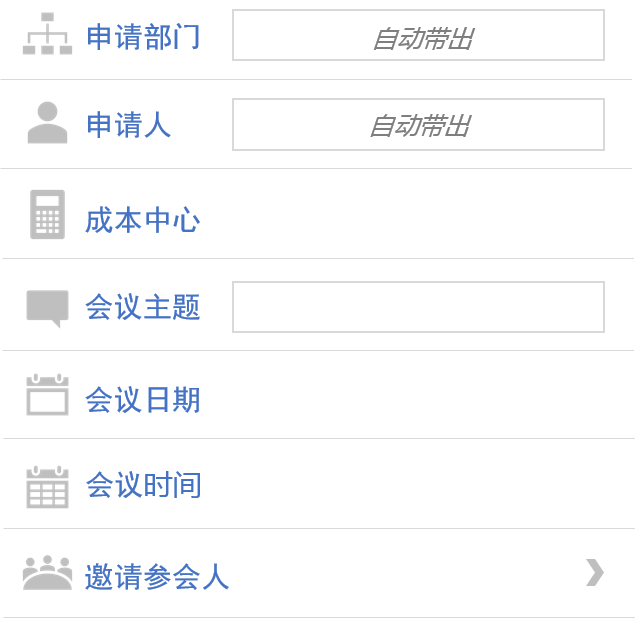 申请部门 自动带出
申请人 自动带出
成本中心
会议主题
会议日期
会议时间
邀请参会人